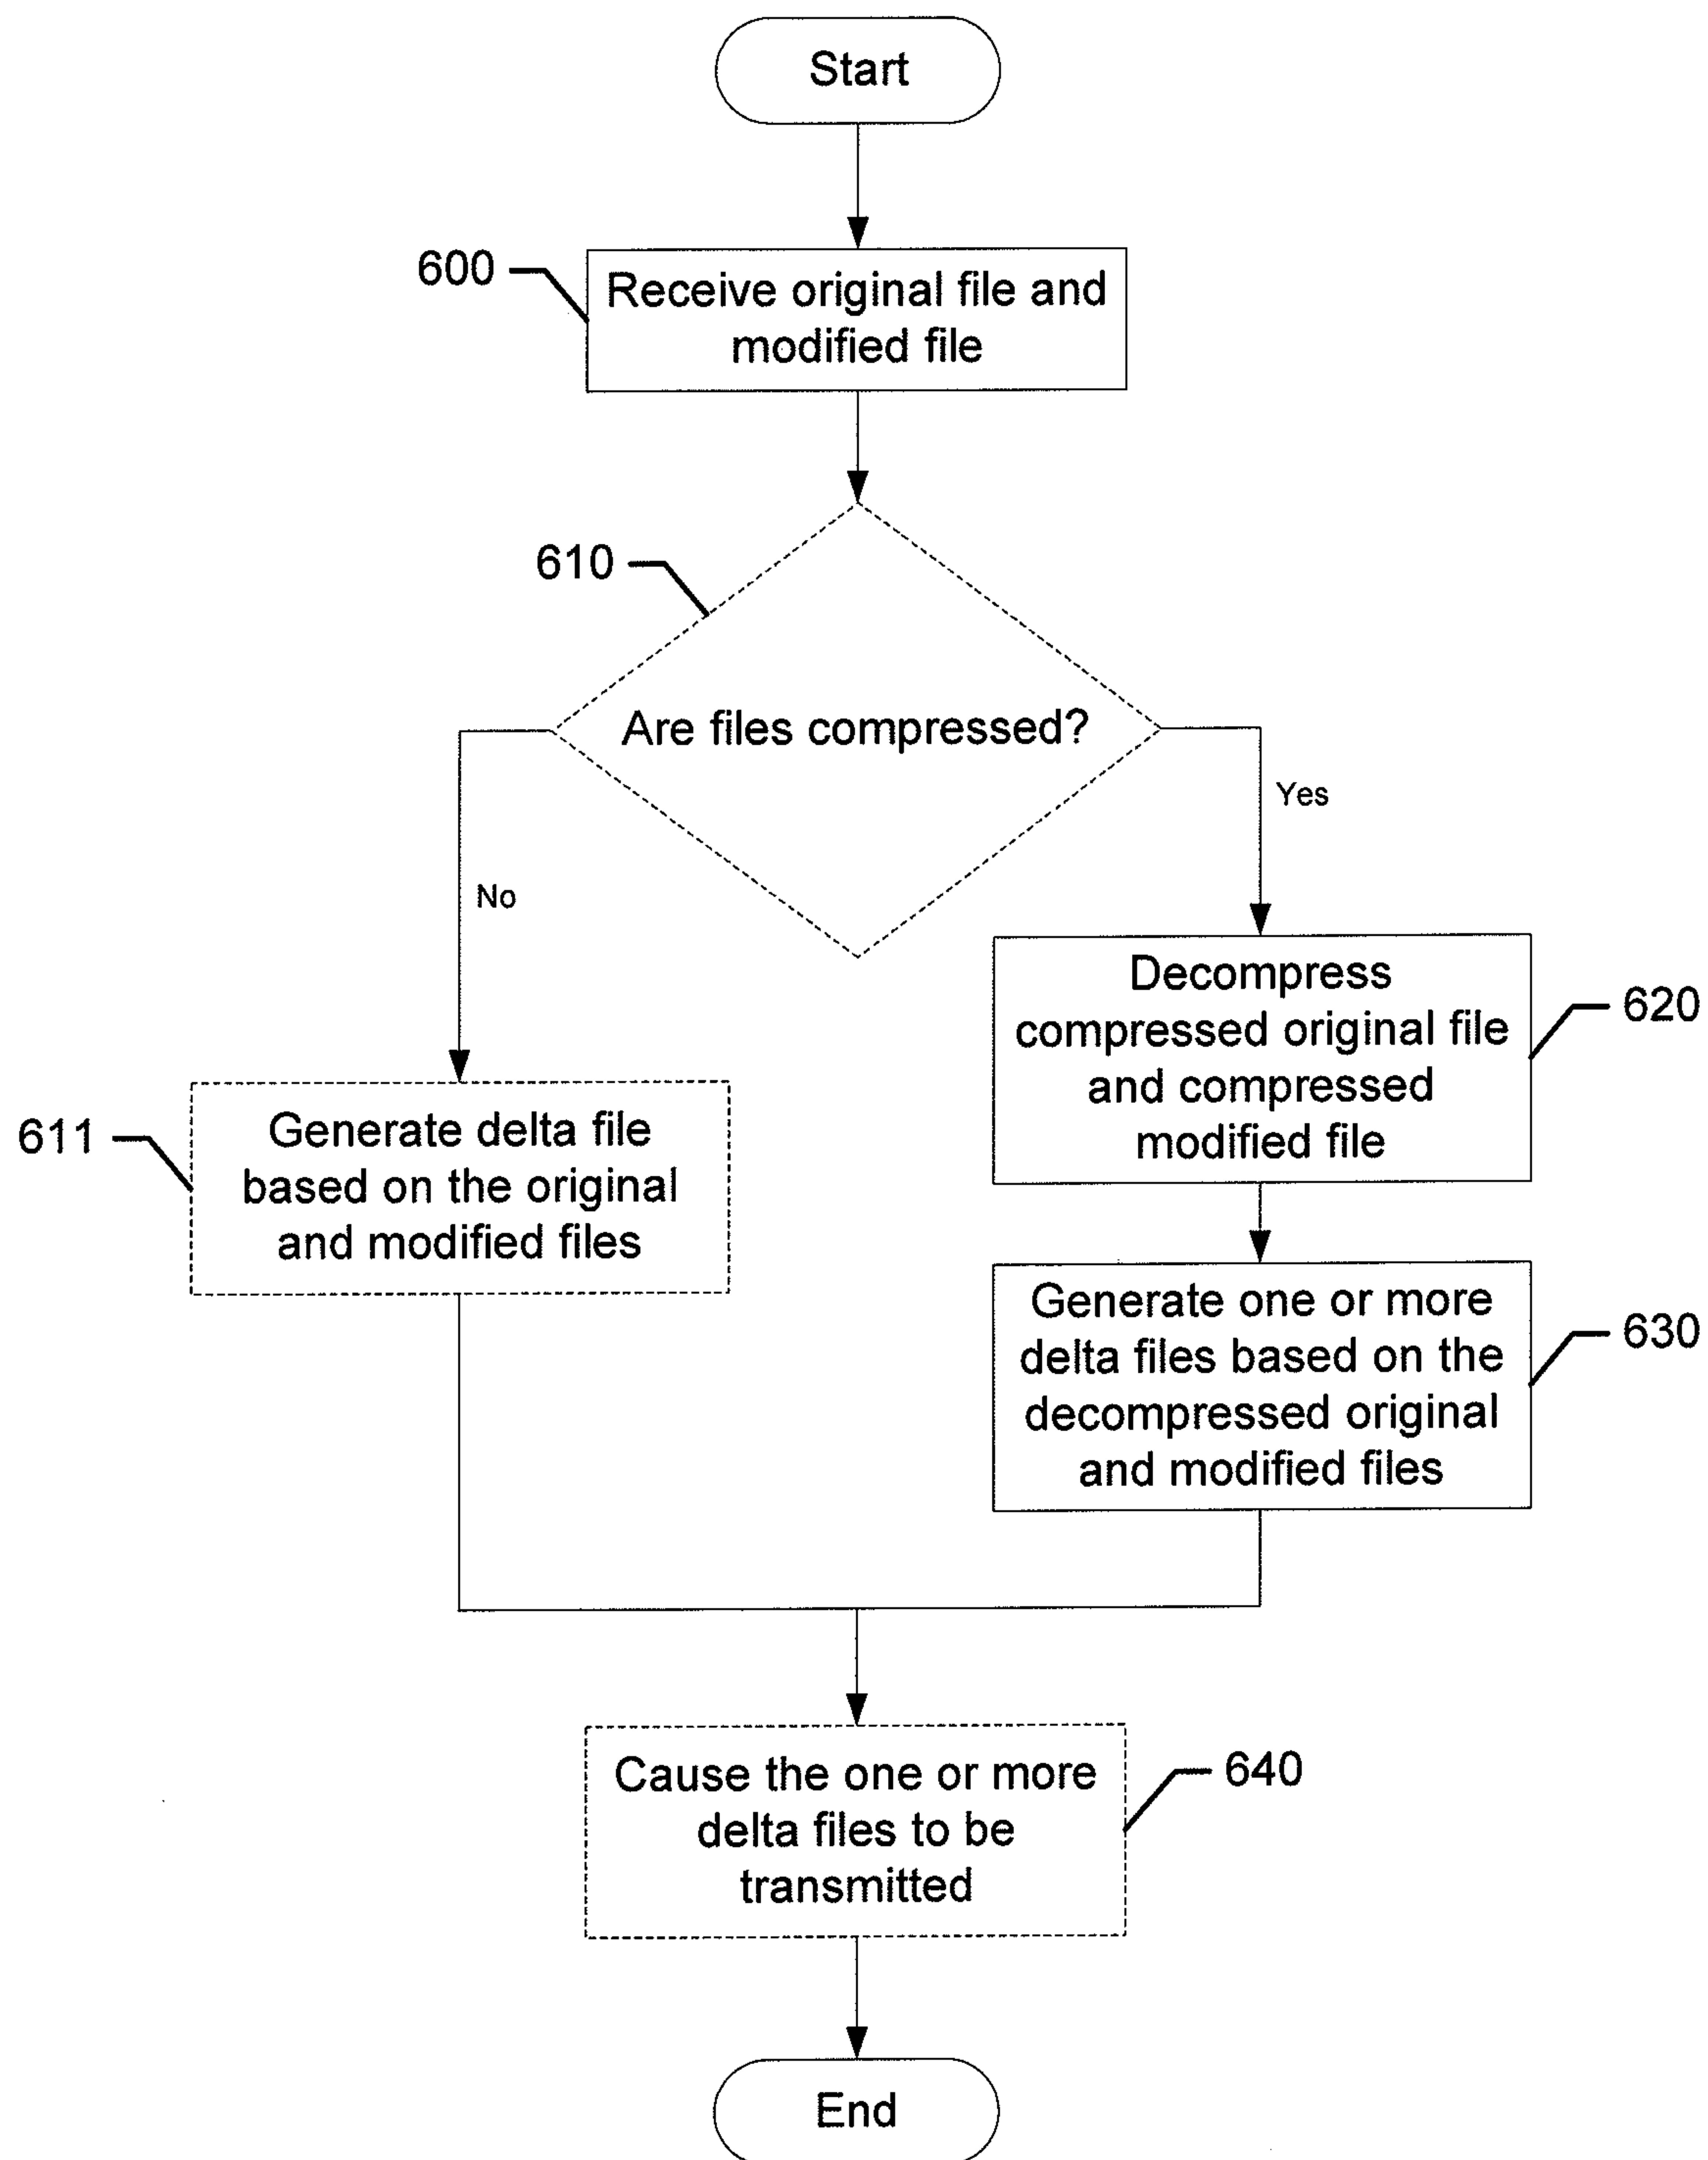 Start
600
Receive original file and
modified file
610
Are files compressed?
Yes
No
Decompress
compressed original file
and compressed
modified file
620
611
Generate delta file
based on the original
and modified files
Generate one or more
delta files based on the
decompressed original
and modified files
630
Cause the one or more
delta files to be
transmitted
640
End